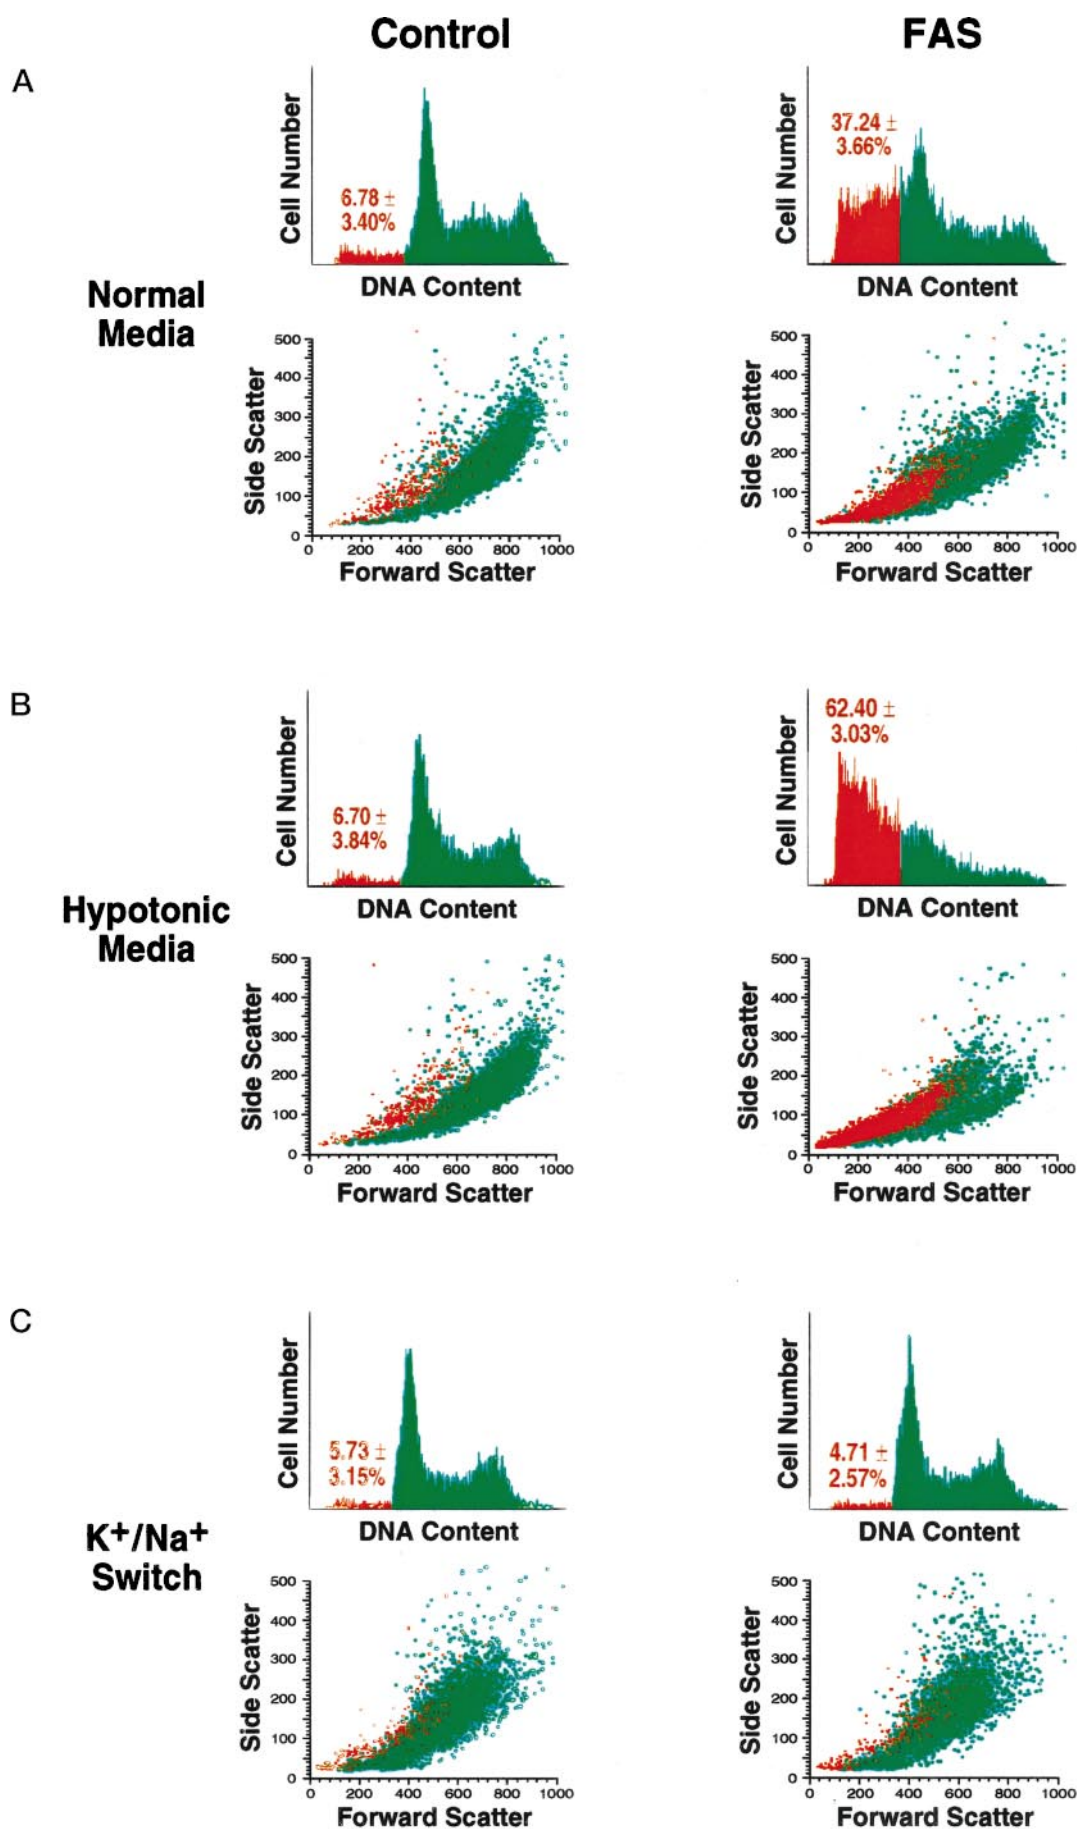 Control
FAS
A
Cell Number
6.78 ±
3.40%
DNA Content
Cell Number
37.24 ±
3.66%
DNA Content
Normal
Media
Side Scatter
500
400
300
200
100
0
0 200 400 600 800 1000
Forward Scatter
Side Scatter
500
400
300
200
100
0
0 200 400 600 800 1000
Forward Scatter
B
Cell Number
6.70 ±
3.84%
DNA Content
Cell Number
62.40 ±
3.03%
DNA Content
Hypotonic
Media
Side Scatter
500
400
300
200
100
0
0 200 400 600 800 1000
Forward Scatter
Side Scatter
500
400
300
200
100
0
0 200 400 600 800 1000
Forward Scatter
C
Cell Number
5.73 ±
3.15%
DNA Content
Cell Number
4.71 ±
2.57%
DNA Content
K+/Na+
Switch
Side Scatter
500
400
300
200
100
0
0 200 400 600 800 1000
Forward Scatter
Side Scatter
500
400
300
200
100
0
0 200 400 600 800 1000
Forward Scatter